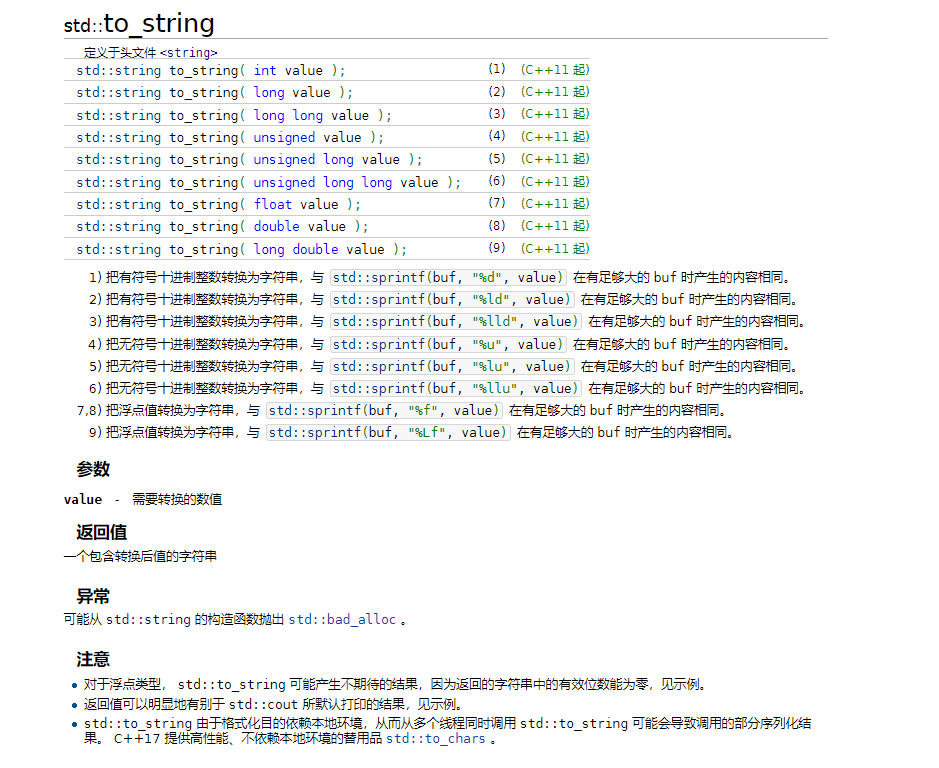 std::to_string
定义于头文件 <string>
std::string to_string( int value ); (1) (C++11 起)
std::string to_string( long value ); (2) (C++11 起)
std::string to_string( long long value ); (3) (C++11 起)
std::string to_string( unsigned value ); (4) (C++11 起)
std::string to_string( unsigned long value ); (5) (C++11 起)
std::string to_string( unsigned long long value ); (6) (C++11 起)
std::string to_string( float value ); (7) (C++11 起)
std::string to_string( double value ); (8) (C++11 起)
std::string to_string( long double value ); (9) (C++11 起)
1) 把有符号十进制整数转换为字符串，与 std::sprintf(buf, "%d", value) 在有足够大的 buf 时产生的内容相同。
2) 把有符号十进制整数转换为字符串，与 std::sprintf(buf, "%ld", value) 在有足够大的 buf 时产生的内容相同。
3) 把有符号十进制整数转换为字符串，与 std::sprintf(buf, "%lld", value) 在有足够大的 buf 时产生的内容相同。
4) 把无符号十进制整数转换为字符串，与 std::sprintf(buf, "%u", value) 在有足够大的 buf 时产生的内容相同。
5) 把无符号十进制整数转换为字符串，与 std::sprintf(buf, "%lu", value) 在有足够大的 buf 时产生的内容相同。
6) 把无符号十进制整数转换为字符串，与 std::sprintf(buf, "%llu", value) 在有足够大的 buf 时产生的内容相同。
7,8) 把浮点值转换为字符串，与 std::sprintf(buf, "%f", value) 在有足够大的 buf 时产生的内容相同。
9) 把浮点值转换为字符串，与 std::sprintf(buf, "%Lf", value) 在有足够大的 buf 时产生的内容相同。
参数
value - 需要转换的数值
返回值
一个包含转换后值的字符串
异常
可能从 std::string 的构造函数抛出 std::bad_alloc 。
注意
• 对于浮点类型， std::to_string 可能产生不期待的结果，因为返回的字符串中的有效位数能为零，见示例。
• 返回值可以明显地有别于 std::cout 所默认打印的结果，见示例。
• std::to_string 由于格式化目的依赖本地环境，从而从多个线程同时调用 std::to_string 可能会导致调用的部分序列化结
果。 C++17 提供高性能、不依赖本地环境的替用品 std::to_chars 。